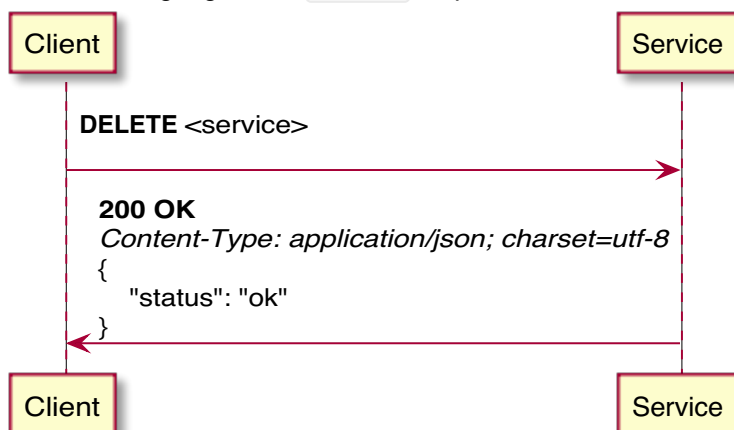 Client
Service
DELETE <service>
200 OK
Content-Type: application/json; charset=utf-8
{
"status": "ok"
}
Client
Service